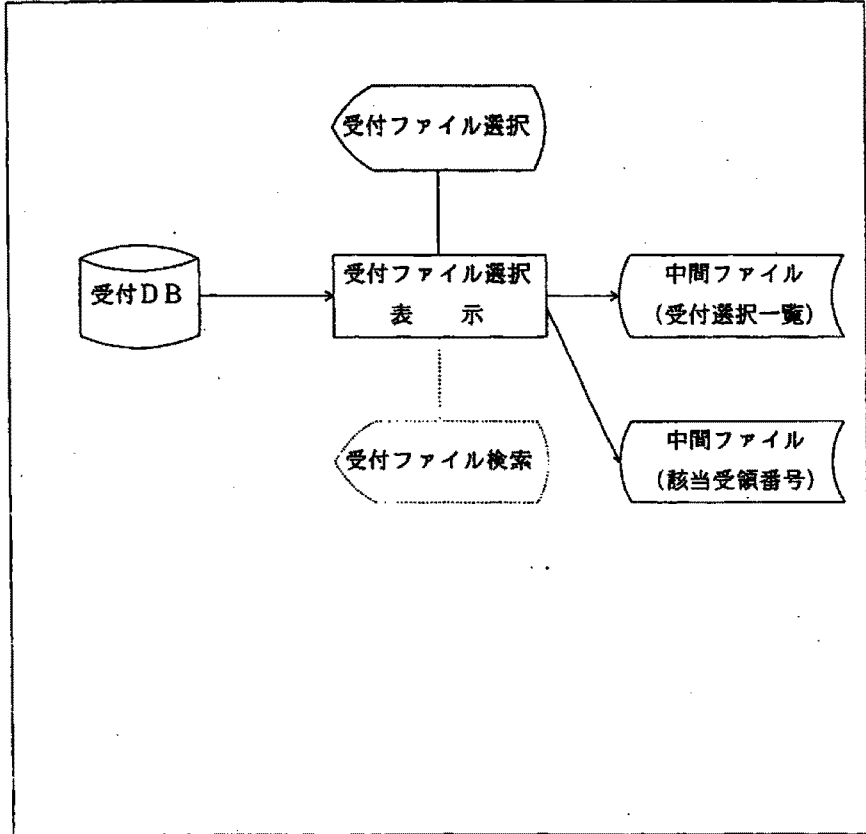 受付ファイル選択
受付DB
受付ファイル選択
表 示
中間ファイル
(受付選択一覧)
受付ファイル検索
中間ファイル
(該当受領番号)